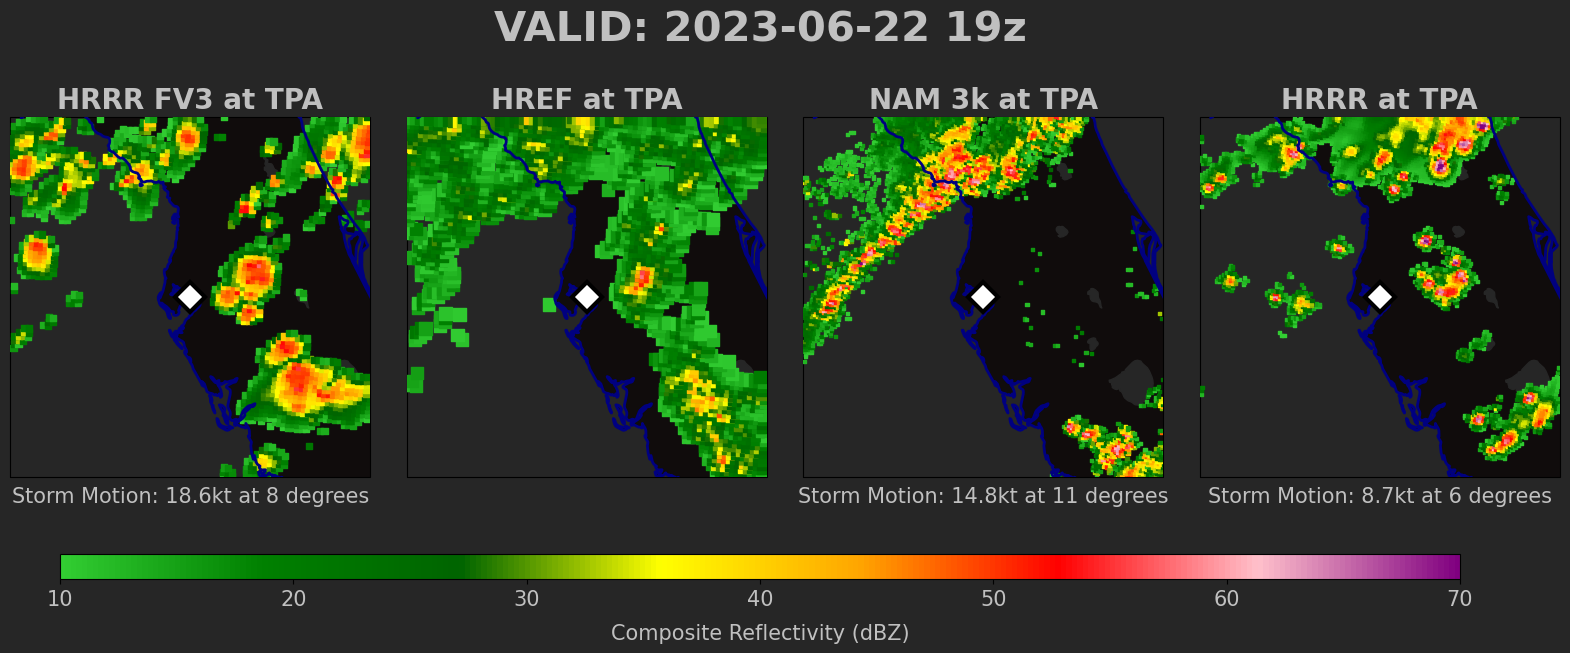 VALID: 2023-06-22 19z
HRRR FV3 at TPA
HREF at TPA
NAM 3k at TPA
HRRR at TPA
Storm Motion: 18.6kt at 8 degrees
Storm Motion: 14.8kt at 11 degrees
Storm Motion: 8.7kt at 6 degrees
10 20 30 40 50 60 70
Composite Reflectivity (dBZ)